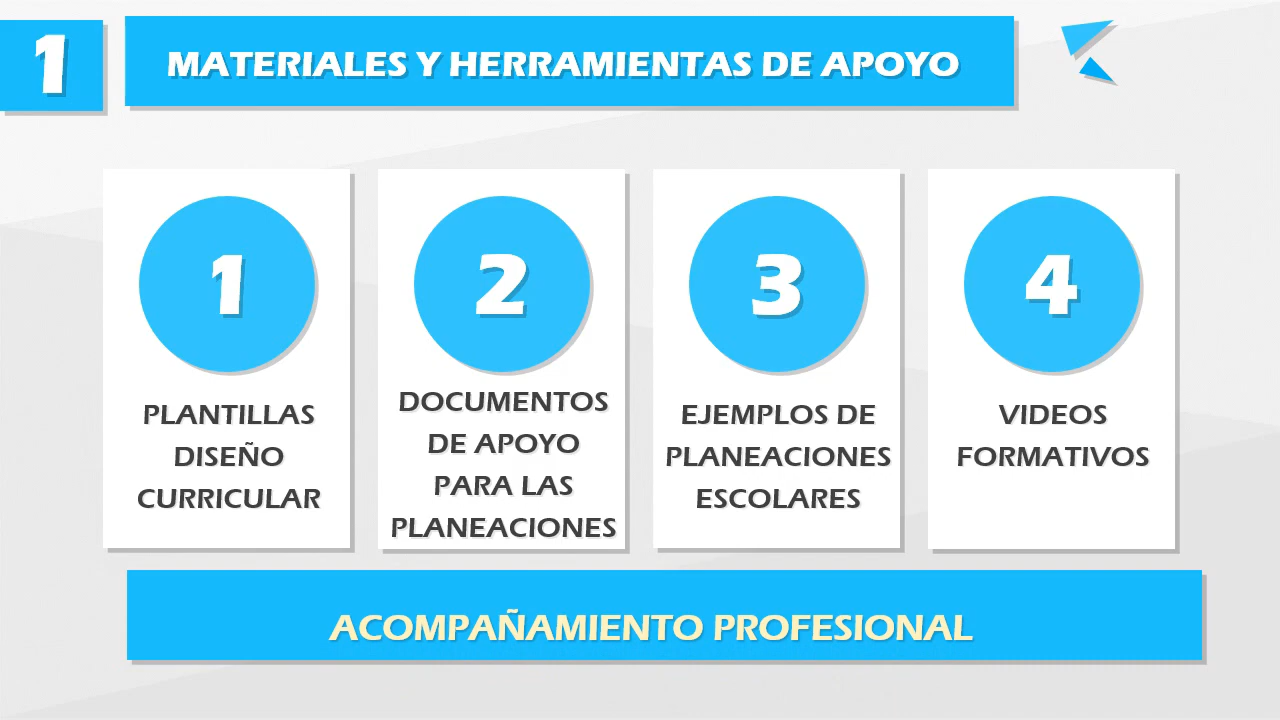 1
MATERIALES Y HERRAMIENTAS DE APOYO
1
PLANTILLAS
DISEÑO
CURRICULAR
2
DOCUMENTOS
DE APOYO
PARA LAS
PLANEACIONES
3
EJEMPLOS DE
PLANEACIONES
ESCOLARES
4
VIDEOS
FORMATIVOS
ACOMPAÑAMIENTO PROFESIONAL